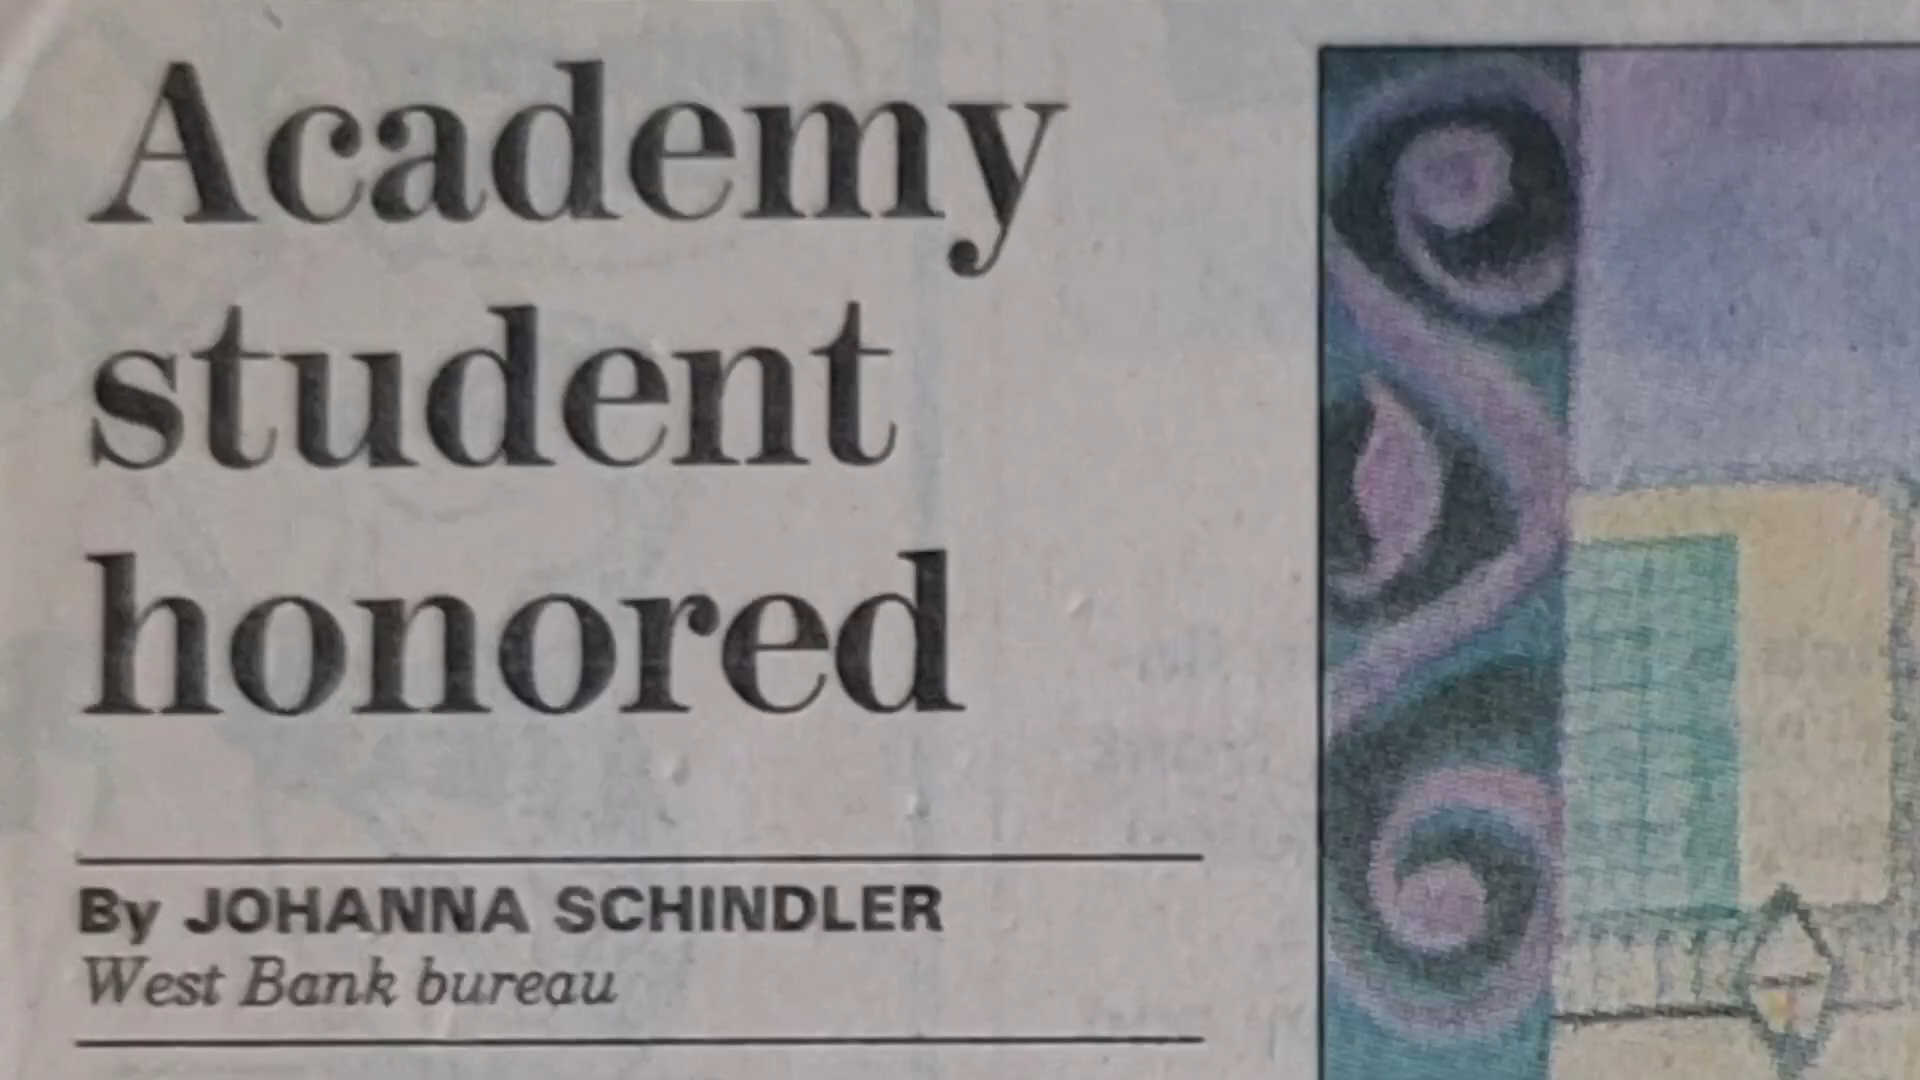 Academy
student
honored
By JOHANNA SCHINDLER
West Bank bureau